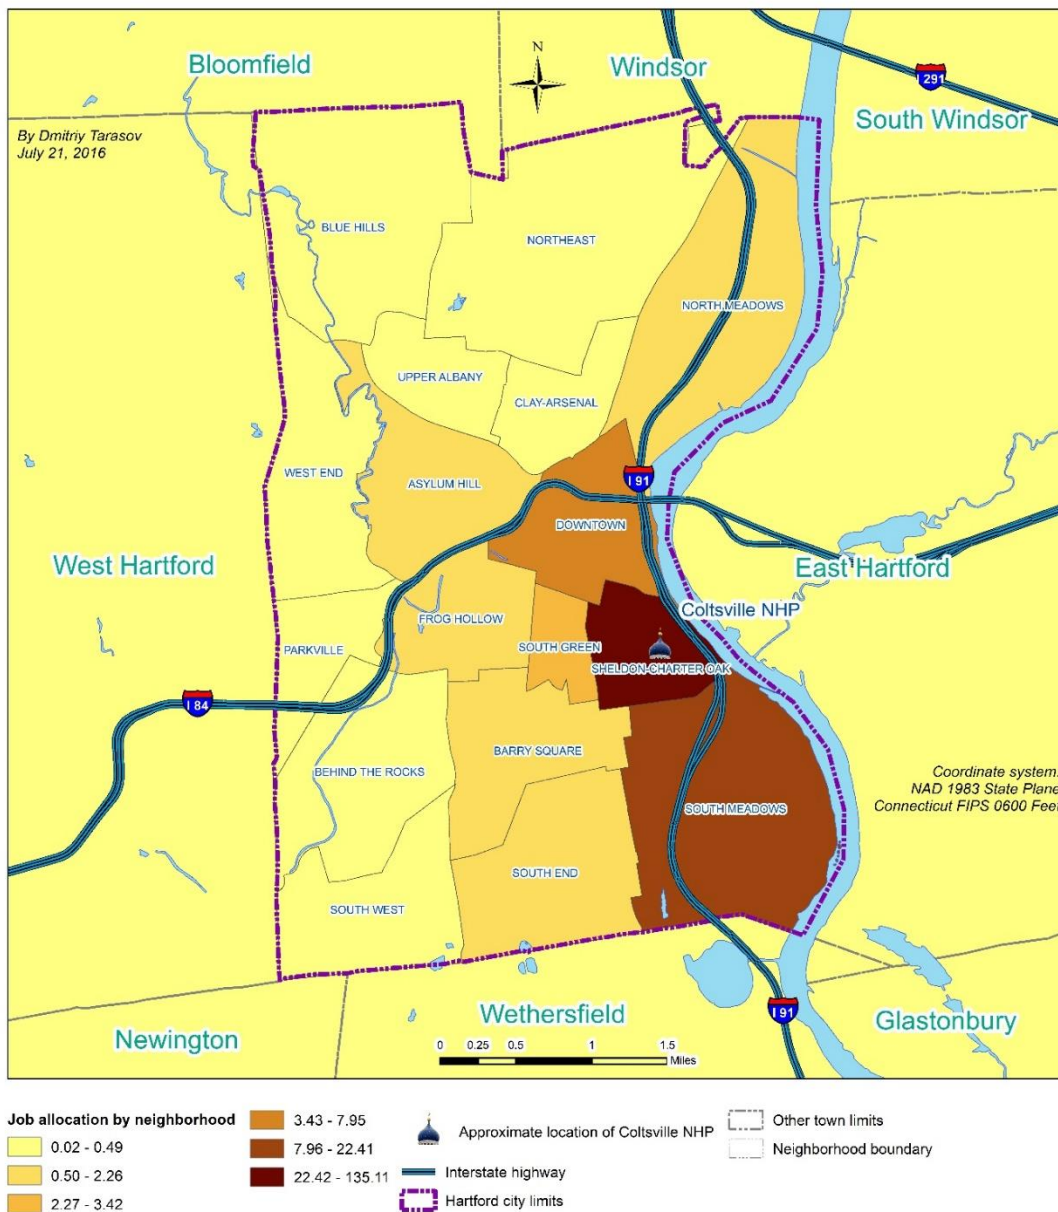 Bloomfield
Windsor
N
I 291
South Windsor
By Dmitriy Tarasov
July 21, 2016
BLUE HILLS
NORTHEAST
NORTH MEADOWS
UPPER ALBANY
CLAY-ARSENAL
WEST END
ASYLUM HILL
I 91
DOWNTOWN
West Hartford
East Hartford
Coltsville NHP
FROG HOLLOW
PARKVILLE
SOUTH GREEN
SHELDON-CHARTER OAK
I 84
BARRY SQUARE
BEHIND THE ROCKS
Coordinate system:
NAD 1983 State Plane
Connecticut FIPS 0600 Feet
SOUTH MEADOWS
SOUTH END
SOUTH WEST
I 91
Newington
Wethersfield
Glastonbury
0 0.25 0.5 1 1.5
Miles
Job allocation by neighborhood
0.02 - 0.49
0.50 - 2.26
2.27 - 3.42
3.43 - 7.95
7.96 - 22.41
22.42 - 135.11
Approximate location of Coltsville NHP
Interstate highway
Hartford city limits
Other town limits
Neighborhood boundary